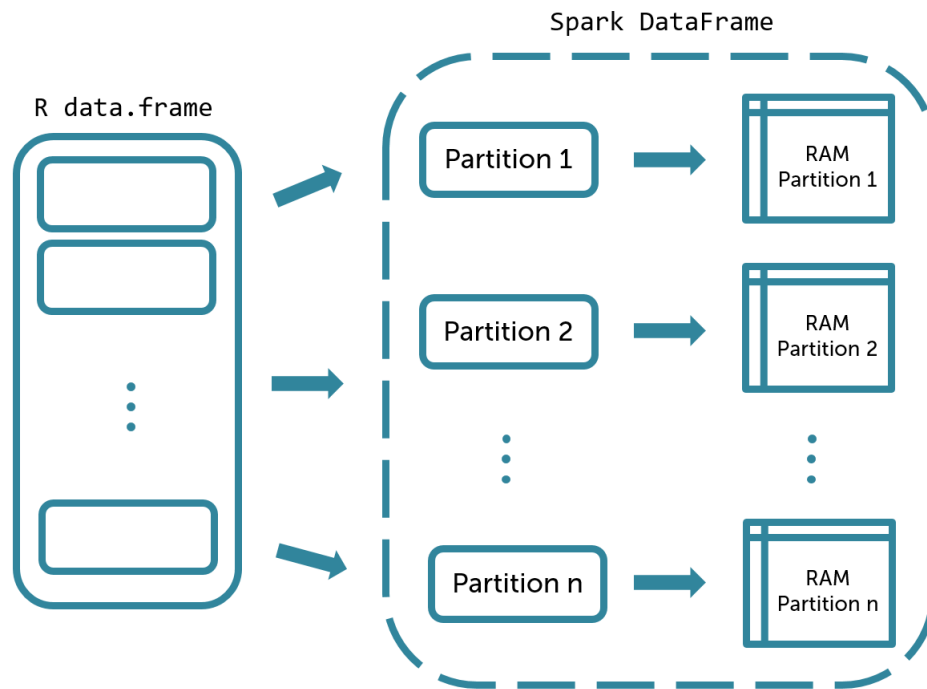 Spark DataFrame
R data.frame
Partition 1
RAM
Partition 1
Partition 2
RAM
Partition 2
Partition n
RAM
Partition n